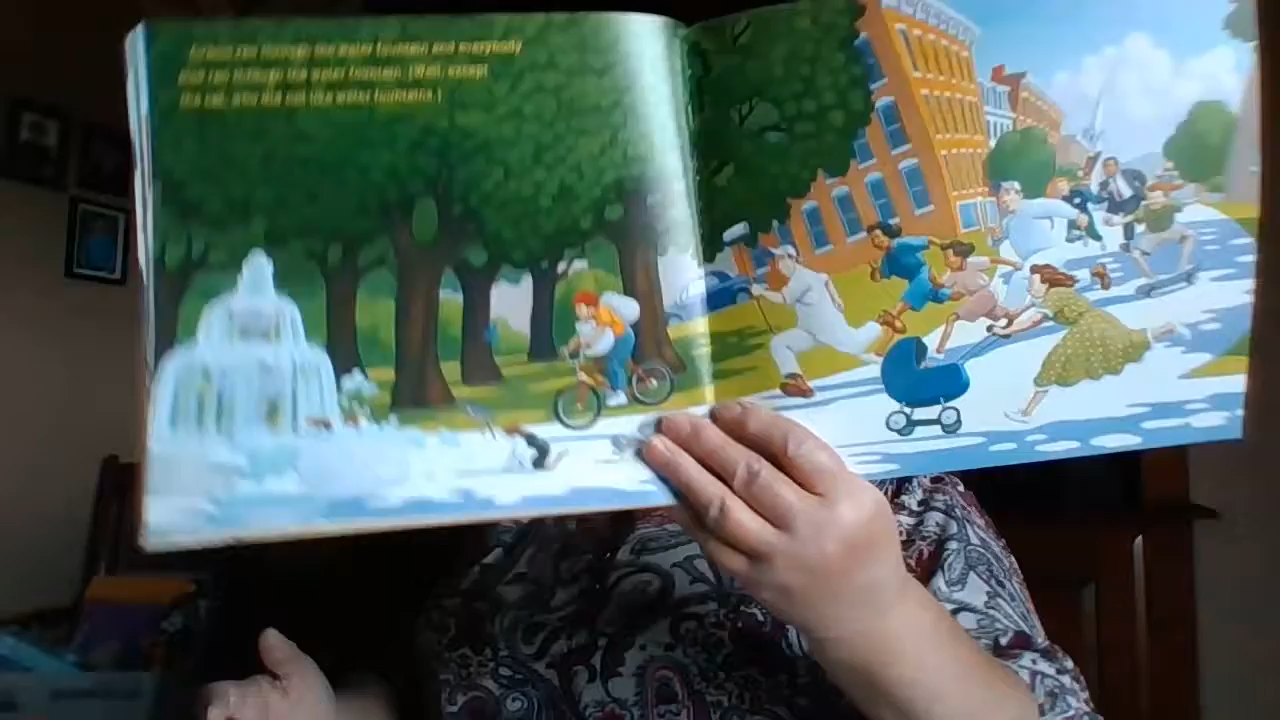 ran through the water fountain and everybody
else ran through the water fountain. (Well, except
the cat, who did not like water fountains.)